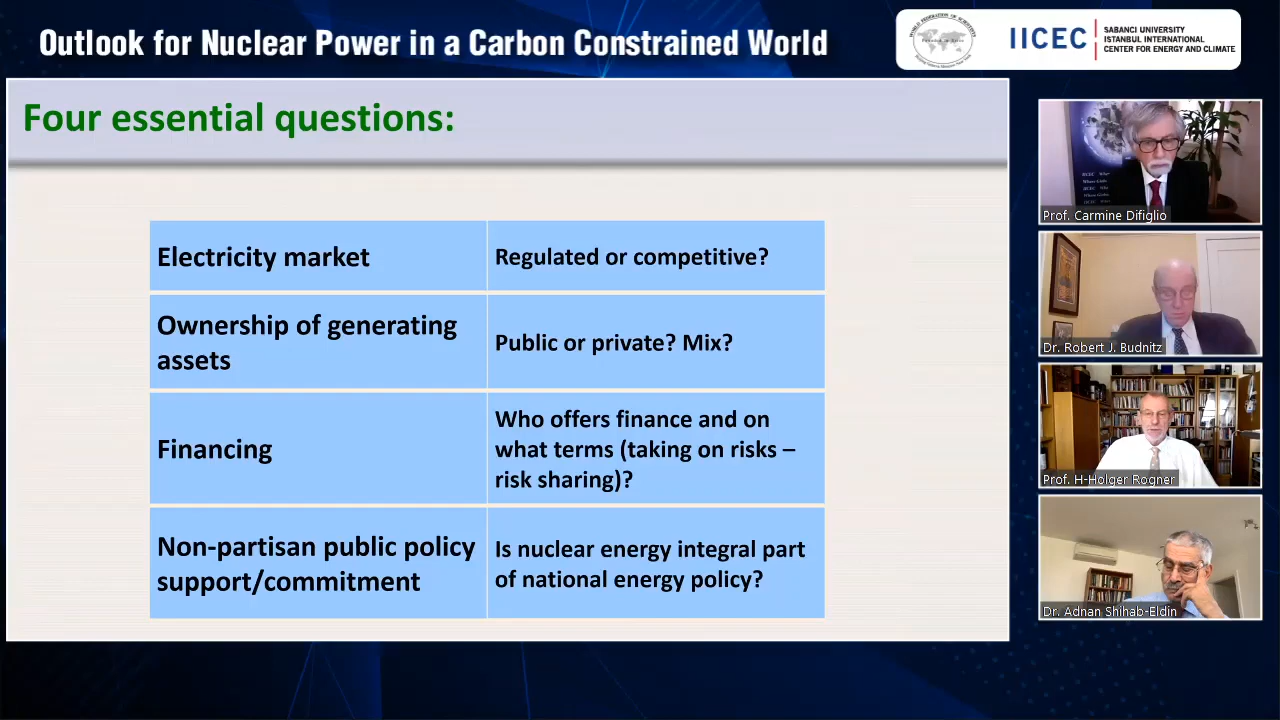 Outlook for Nuclear Power in a Carbon Constrained World
IICEC
SABANCI UNIVERSITY
ISTANBUL INTERNATIONAL
CENTER FOR ENERGY AND CLIMATE
Four essential questions:
Electricity market
Regulated or competitive?
Ownership of generating
assets
Public or private? Mix?
Financing
Who offers finance and on
what terms (taking on risks –
risk sharing)?
Non-partisan public policy
support/commitment
Is nuclear energy integral part
of national energy policy?
Prof. Carmine Difiglio
Dr. Robert J. Budnitz
Prof. H-Holger Rogner
Dr. Adnan Shihab-Eldin